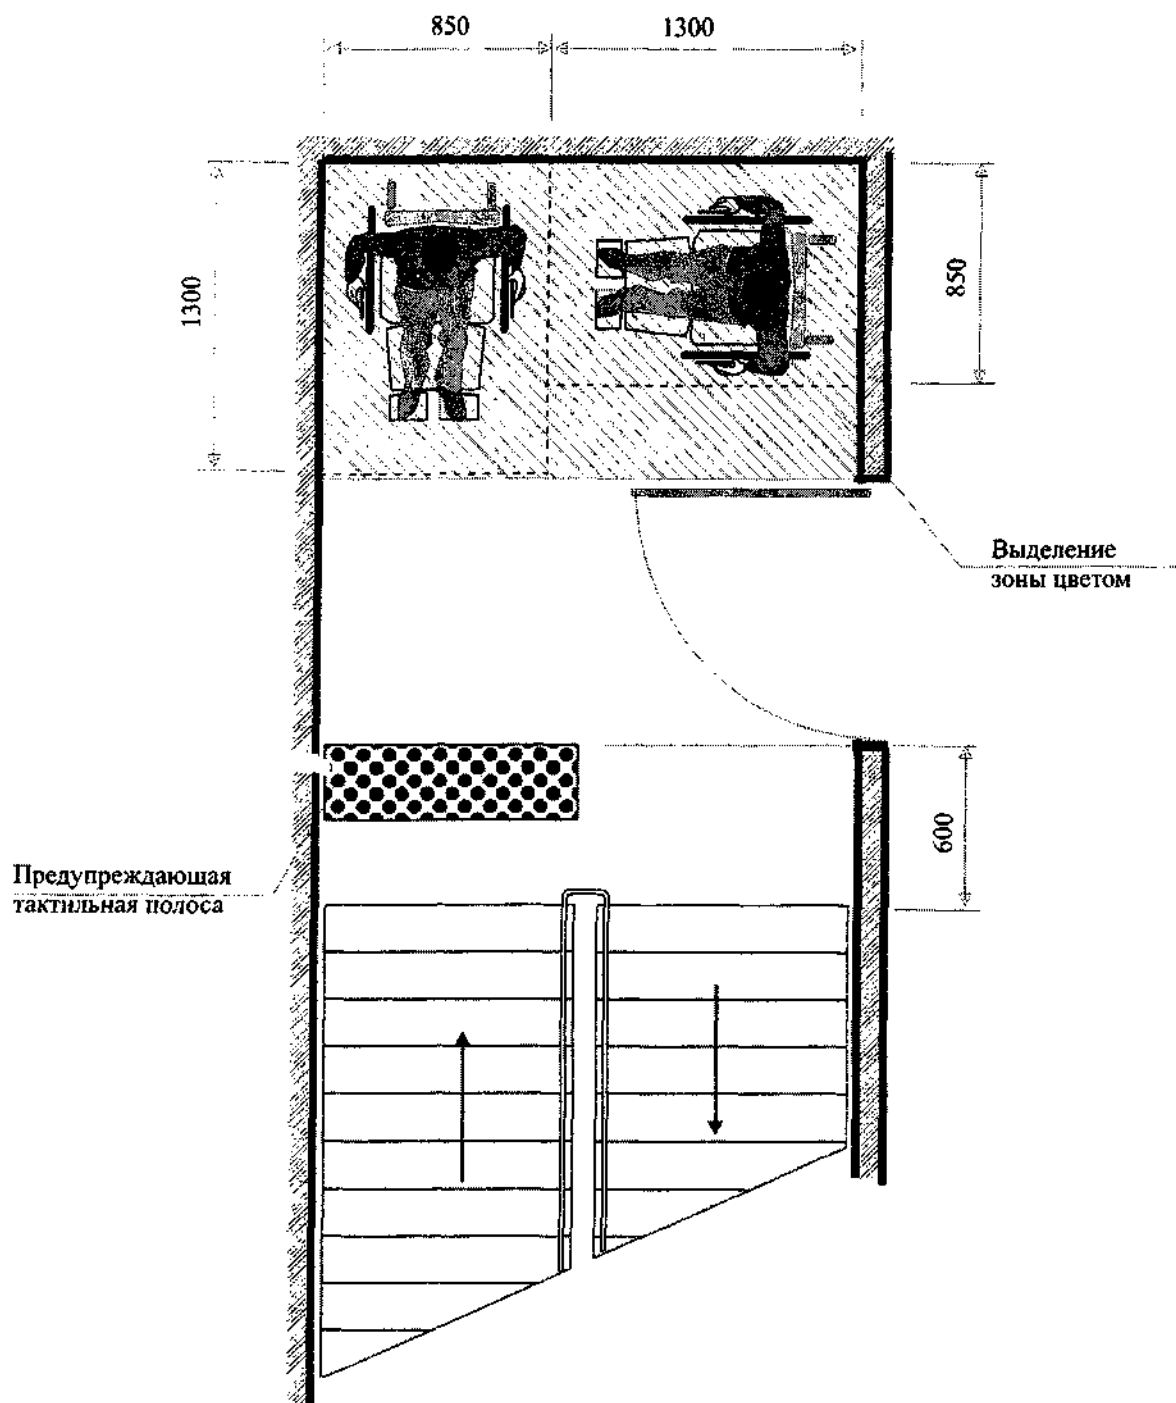 850
1300
1300
850
Выделение
зоны цветом
600
Предупреждающая
тактильная полоса